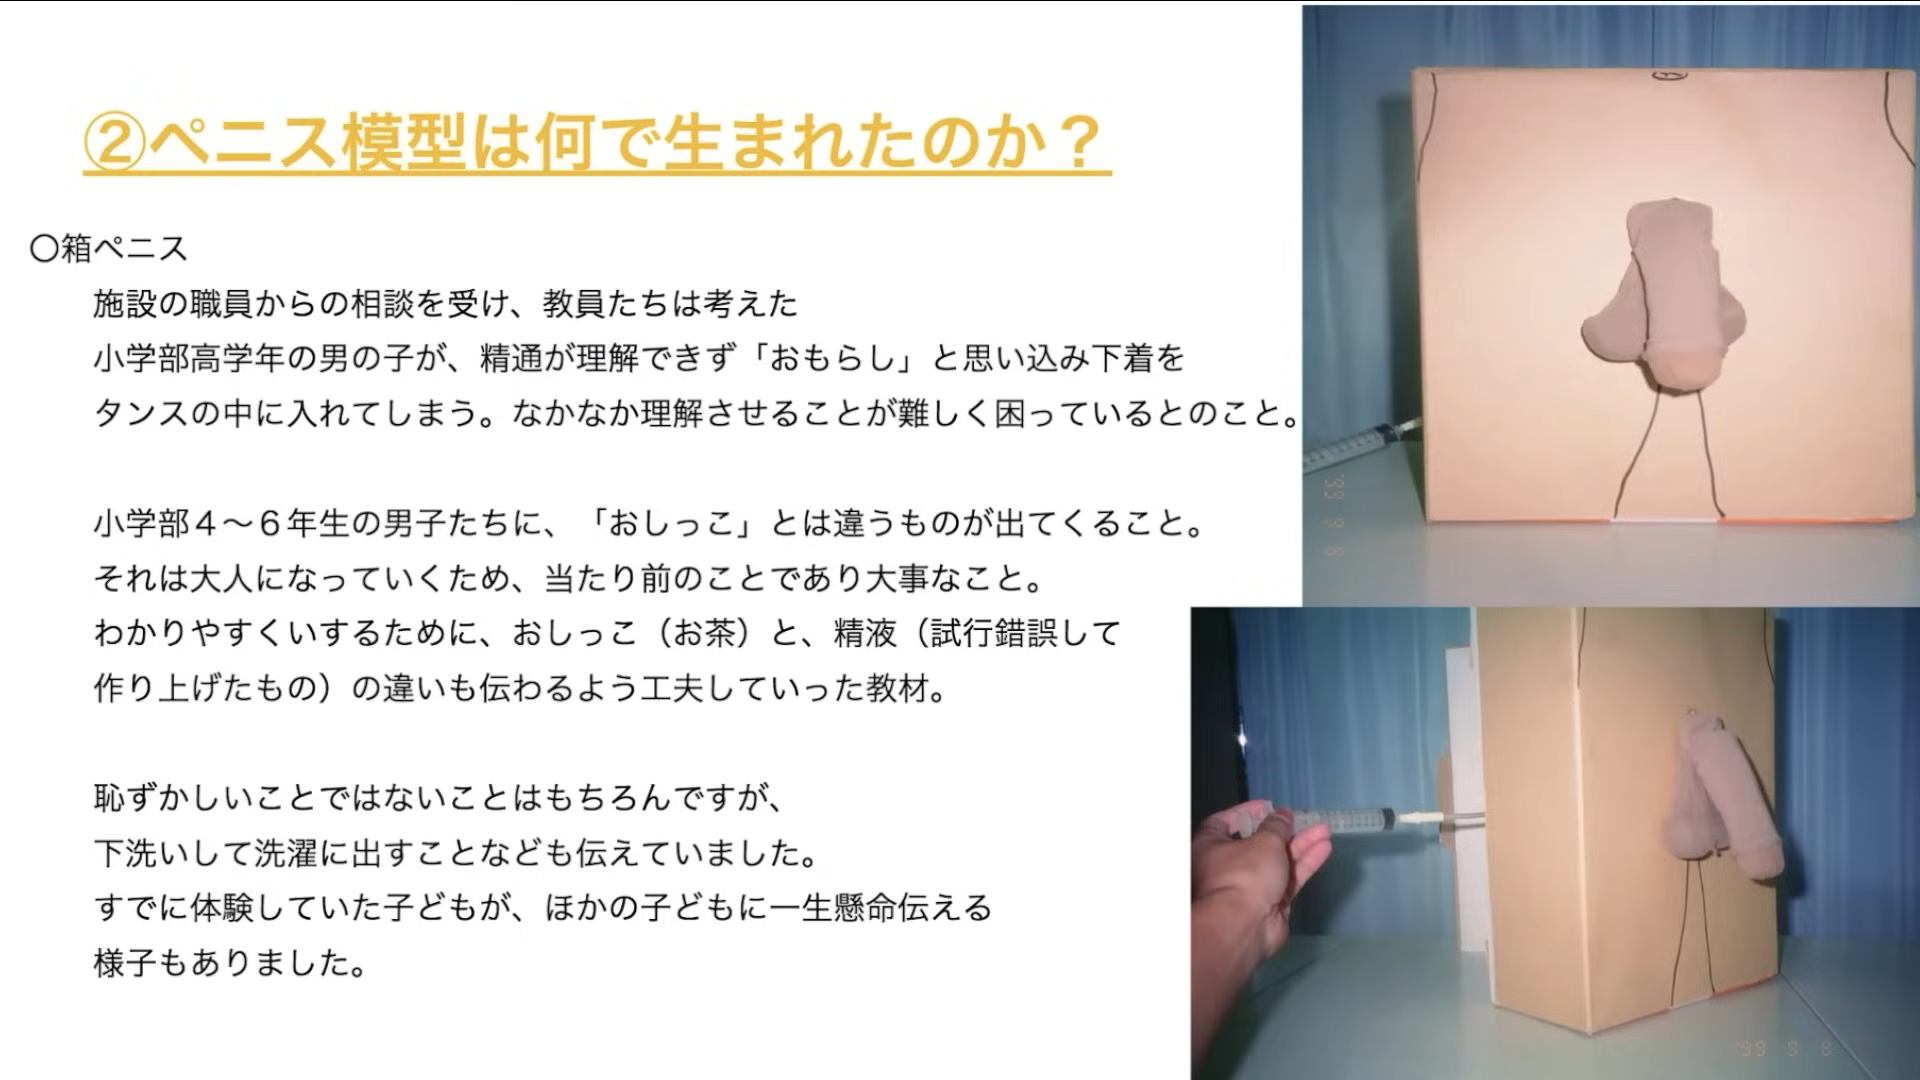 ②ペニス模型は何で生まれたのか？
〇箱ペニス
施設の職員からの相談を受け、教員たちは考えた
小学部高学年の男の子が、精通が理解できず「おもらし」と思い込み下着を
タンスの中に入れてしまう。なかなか理解させることが難しく困っているとのこと。
小学部４～６年生の男子たちに、「おしっこ」とは違うものが出てくること。
それは大人になっていくため、当たり前のことであり大事なこと。
わかりやすくいするために、おしっこ（お茶）と、精液（試行錯誤して
作り上げたもの）の違いも伝わるよう工夫していった教材。
恥ずかしいことではないことはもちろんですが、
下洗いして洗濯に出すことなども伝えていました。
すでに体験していた子どもが、ほかの子どもに一生懸命伝える
様子もありました。